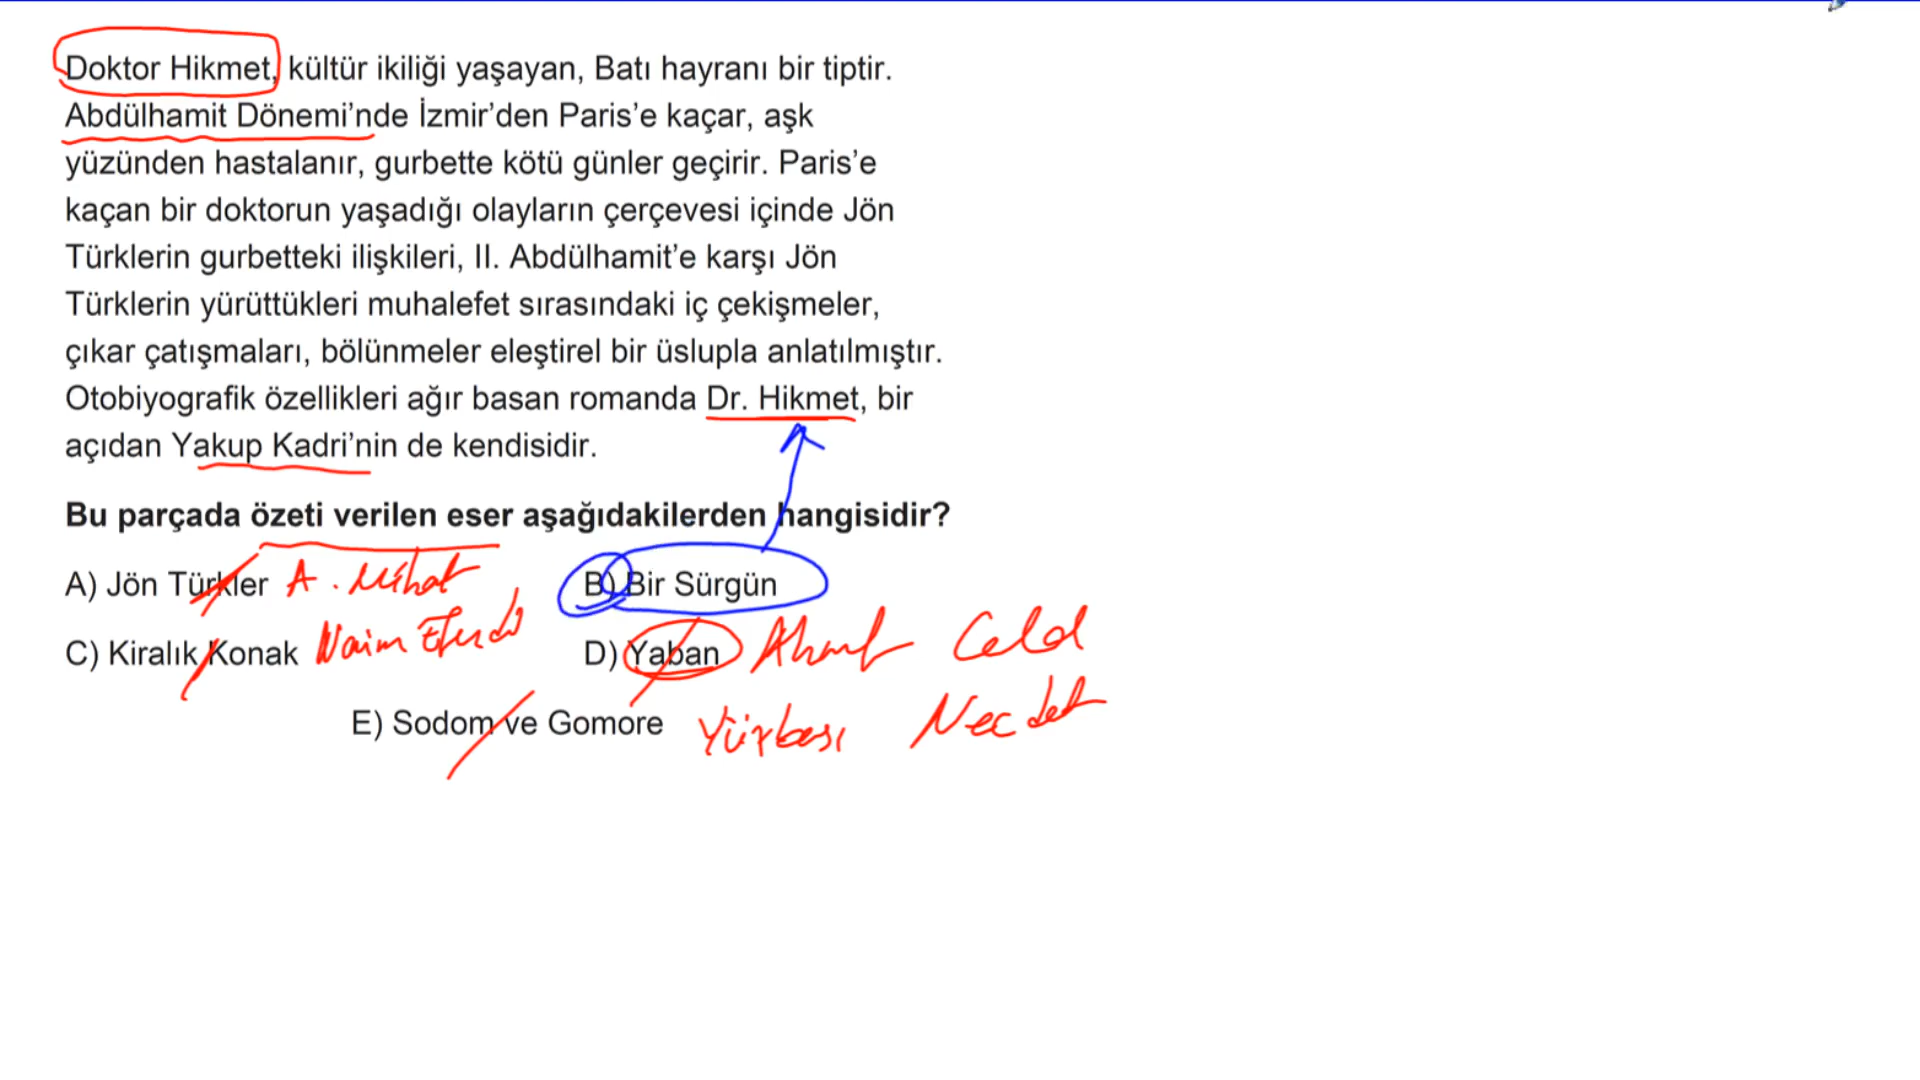 Doktor Hikmet, kültür ikiliği yaşayan, Batı hayranı bir tiptir.
Abdülhamit Dönemi’nde İzmir’den Paris’e kaçar, aşk
yüzünden hastalanır, gurbette kötü günler geçirir. Paris’e
kaçan bir doktorun yaşadığı olayların çerçevesi içinde Jön
Türklerin gurbetteki ilişkileri, II. Abdülhamit’e karşı Jön
Türklerin yürüttükleri muhalefet sırasındaki iç çekişmeler,
çıkar çatışmaları, bölünmeler eleştirel bir üslupla anlatılmıştır.
Otobiyografik özellikleri ağır basan romanda Dr. Hikmet, bir
açıdan Yakup Kadri’nin de kendisidir.
Bu parçada özeti verilen eser aşağıdakilerden hangisidir?
A) Jön Türkler A. Mihat B) Bir Sürgün
C) Kiralık Konak Naim Efendi D) Yaban Ahmet Celal
E) Sodom ve Gomore Yüzbaşı Necdet